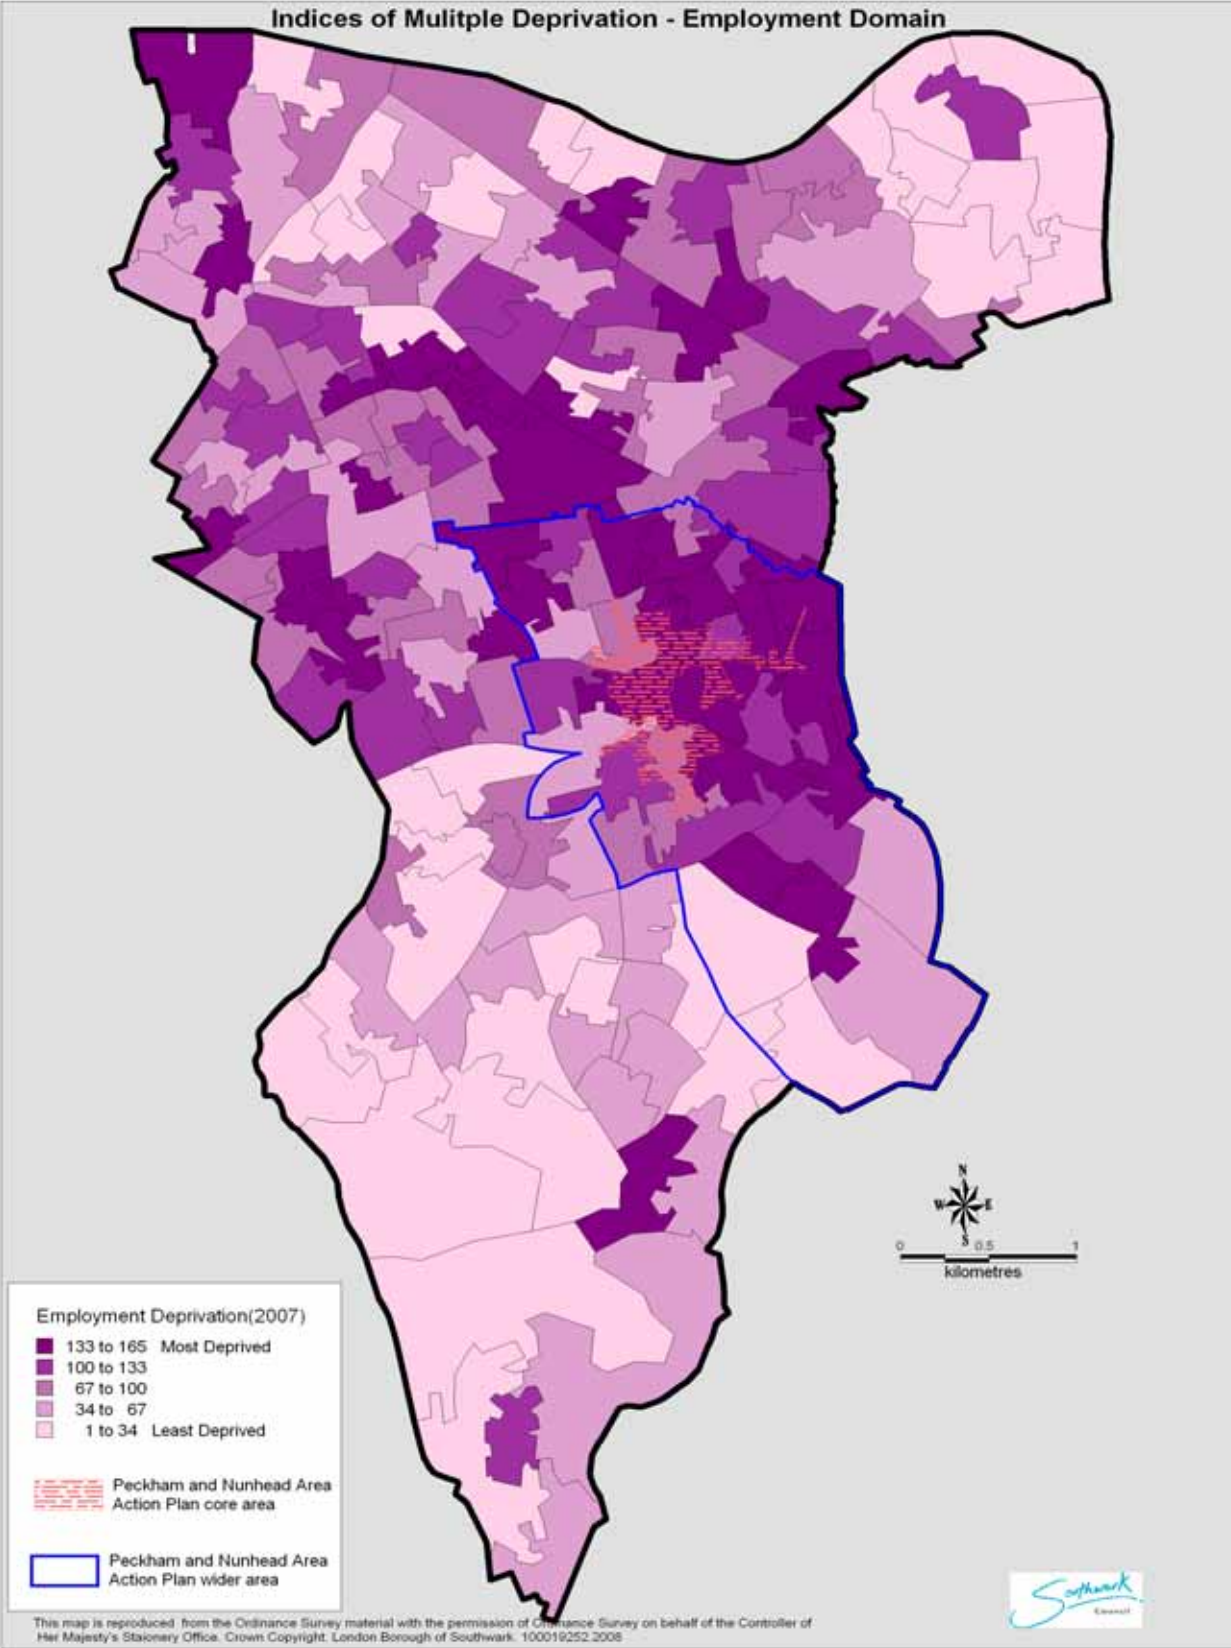 Indices of Mulitple Deprivation - Employment Domain
N
W E
S
0 0.5 1
kilometres
Employment Deprivation(2007)
133 to 165 Most Deprived
100 to 133
67 to 100
34 to 67
1 to 34 Least Deprived
Peckham and Nunhead Area
Action Plan core area
Peckham and Nunhead Area
Action Plan wider area
Southwark
Council
This map is reproduced from the Ordinance Survey material with the permission of Ordnance Survey on behalf of the Controller of
Her Majesty's Staionery Office. Crown Copyright. London Borough of Southwark. 100019252.2008